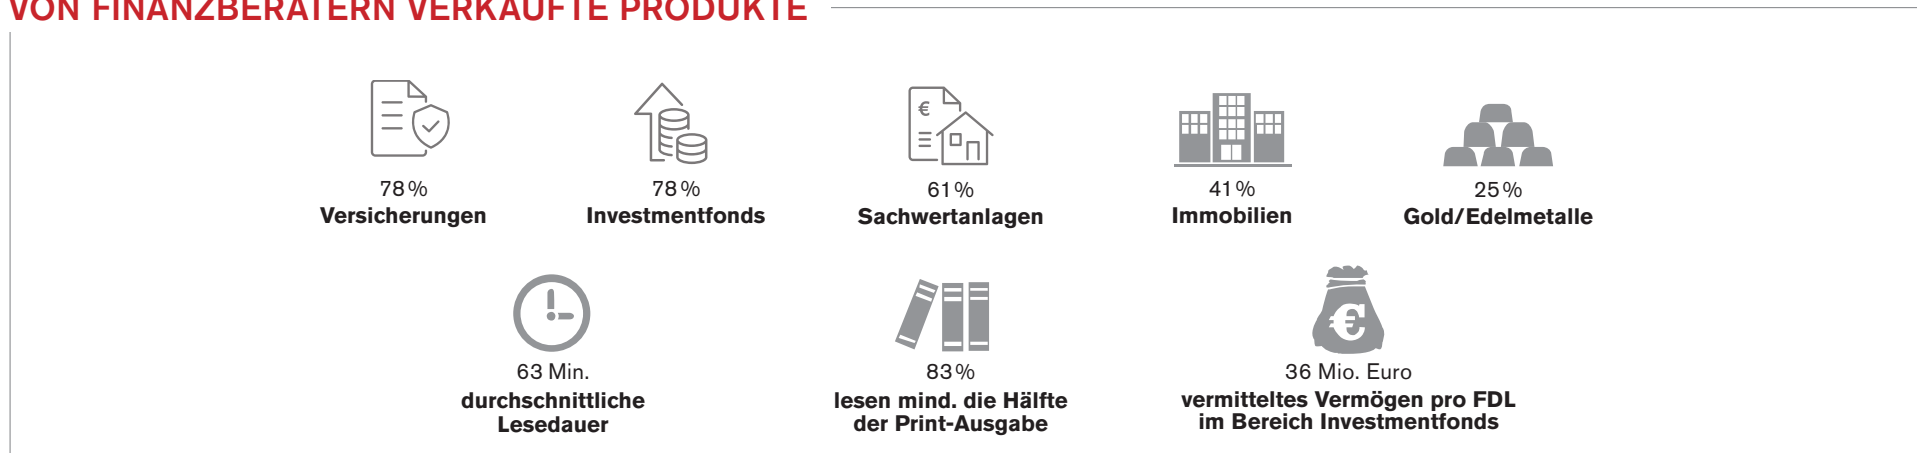 VON FINANZBERATERN VERKAUFTE PRODUKTE
€
78 %
Versicherungen
78 %
Investmentfonds
61 %
Sachwertanlagen
41 %
Immobilien
25 %
Gold/Edelmetalle
63 Min.
durchschnittliche
Lesedauer
83 %
lesen mind. die Hälfte
der Print-Ausgabe
€
36 Mio. Euro
vermitteltes Vermögen pro FDL
im Bereich Investmentfonds